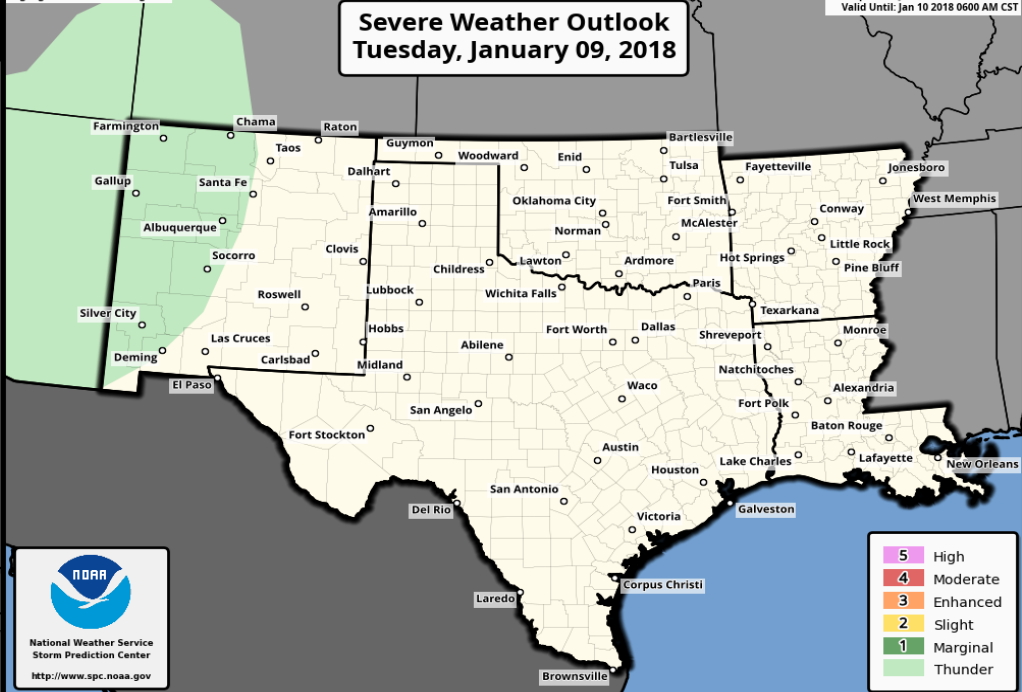 Valid Until: Jan 10 2018 0600 AM CST
Severe Weather Outlook
Tuesday, January 09, 2018
Farmington
Chama
Raton
Taos
Guymon
Woodward
Enid
Bartlesville
Tulsa
Fayetteville
Jonesboro
Gallup
Santa Fe
Dalhart
Albuquerque
Amarillo
Oklahoma City
Fort Smith
West Memphis
Norman
McAlester
Conway
Socorro
Clovis
Childress
Lawton
Ardmore
Hot Springs
Little Rock
Pine Bluff
Roswell
Lubbock
Wichita Falls
Paris
Texarkana
Silver City
Las Cruces
Hobbs
Fort Worth
Dallas
Shreveport
Monroe
Deming
Carlsbad
Midland
Abilene
Natchitoches
El Paso
Waco
Alexandria
San Angelo
Fort Polk
Fort Stockton
Baton Rouge
Austin
Houston
Lake Charles
Lafayette
New Orleans
San Antonio
Del Rio
Victoria
Galveston
Corpus Christi
Laredo
Brownsville
NOAA
National Weather Service
Storm Prediction Center
http://www.spc.noaa.gov
5 High
4 Moderate
3 Enhanced
2 Slight
1 Marginal
Thunder